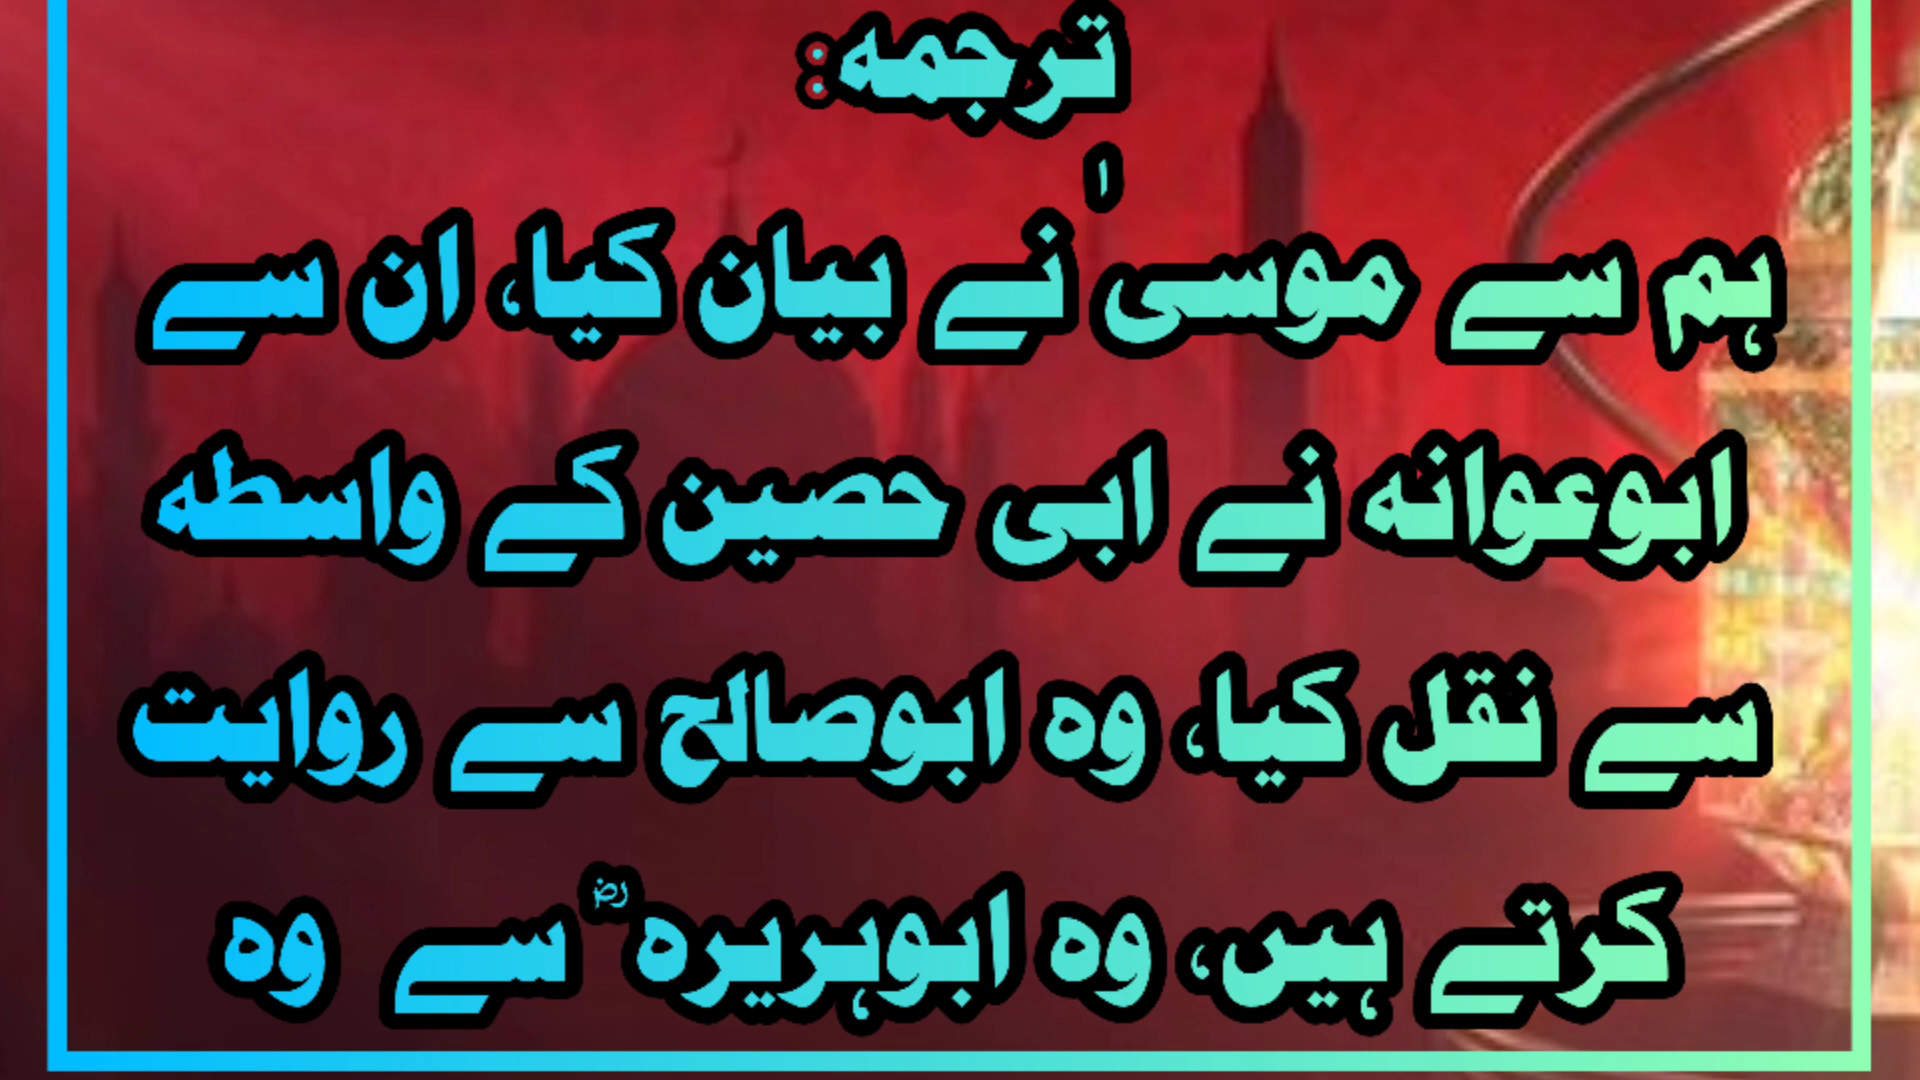 ترجمہ:
ہم سے موسیٰ نے بیان کیا، ان سے
ابوعوانہ نے ابی حصین کے واسطہ
سے نقل کیا، وہ ابوصالح سے روایت
کرتے ہیں، وہ ابوہریرہ ؓ سے وہ